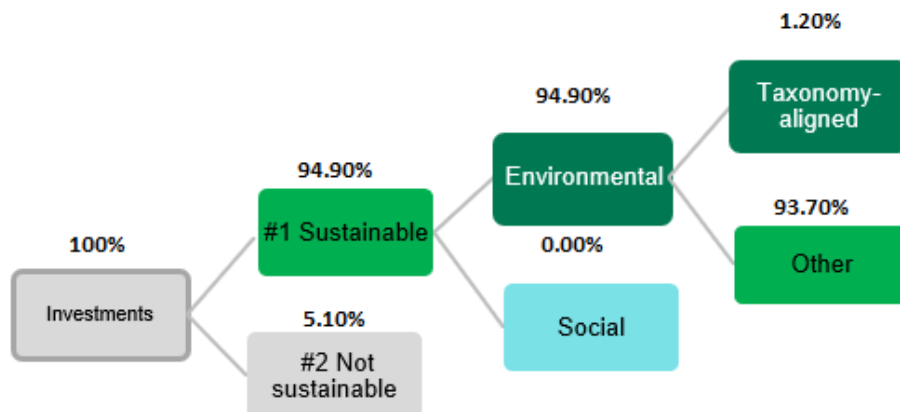 1.20%
Taxonomy-
aligned
94.90%
Environmental
94.90%
#1 Sustainable
93.70%
Other
100%
Investments
0.00%
Social
5.10%
#2 Not
sustainable